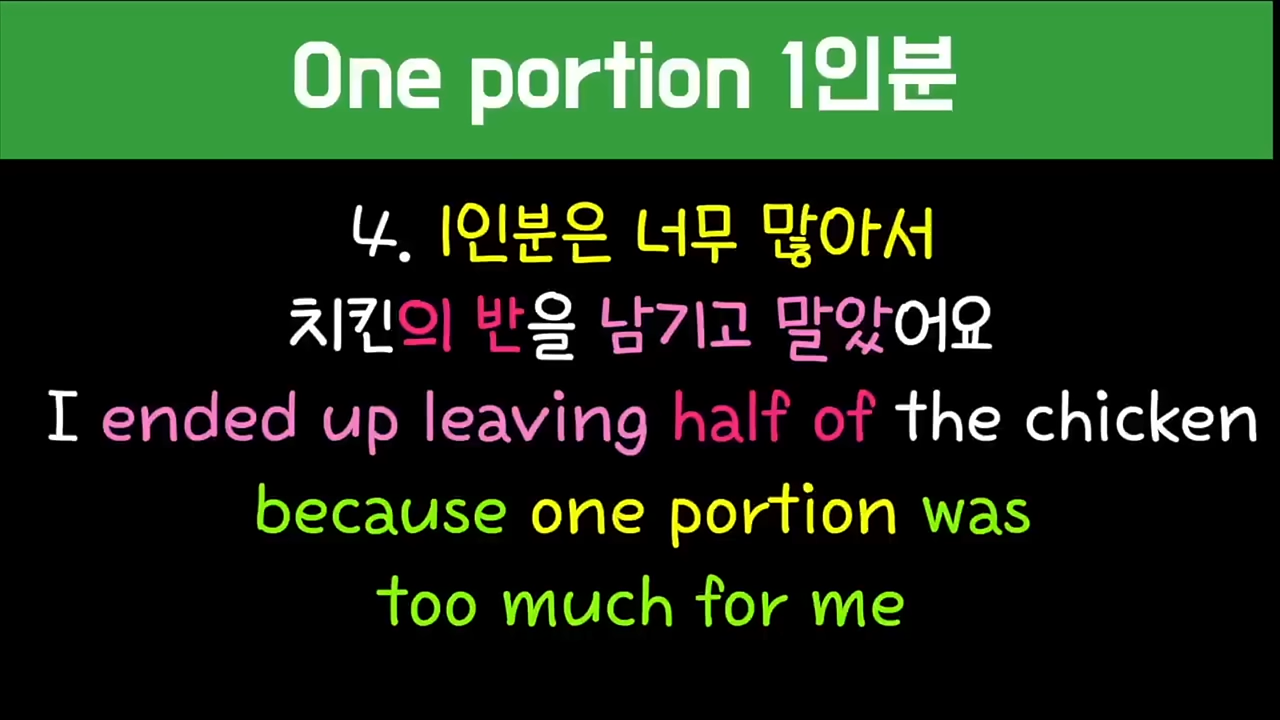 One portion 1인분
4. 1인분은 너무 많아서
치킨의 반을 남기고 말았어요
I ended up leaving half of the chicken
because one portion was
too much for me